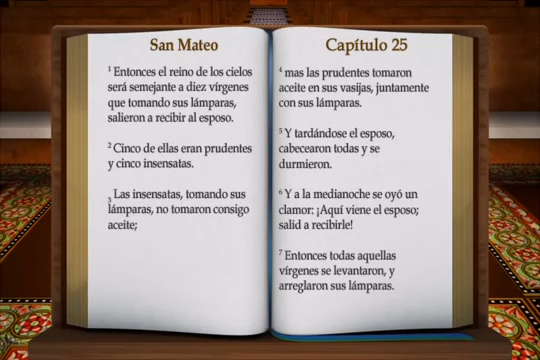 San Mateo
1 Entonces el reino de los cielos
será semejante a diez vírgenes
que tomando sus lámparas,
salieron a recibir al esposo.
2 Cinco de ellas eran prudentes
y cinco insensatas.
3 Las insensatas, tomando sus
lámparas, no tomaron consigo
aceite;
Capítulo 25
4 mas las prudentes tomaron
aceite en sus vasijas, juntamente
con sus lámparas.
5 Y tardándose el esposo,
cabecearon todas y se
durmieron.
6 Y a la medianoche se oyó un
clamor: ¡Aquí viene el esposo;
salid a recibirle!
7 Entonces todas aquellas
vírgenes se levantaron, y
arreglaron sus lámparas.